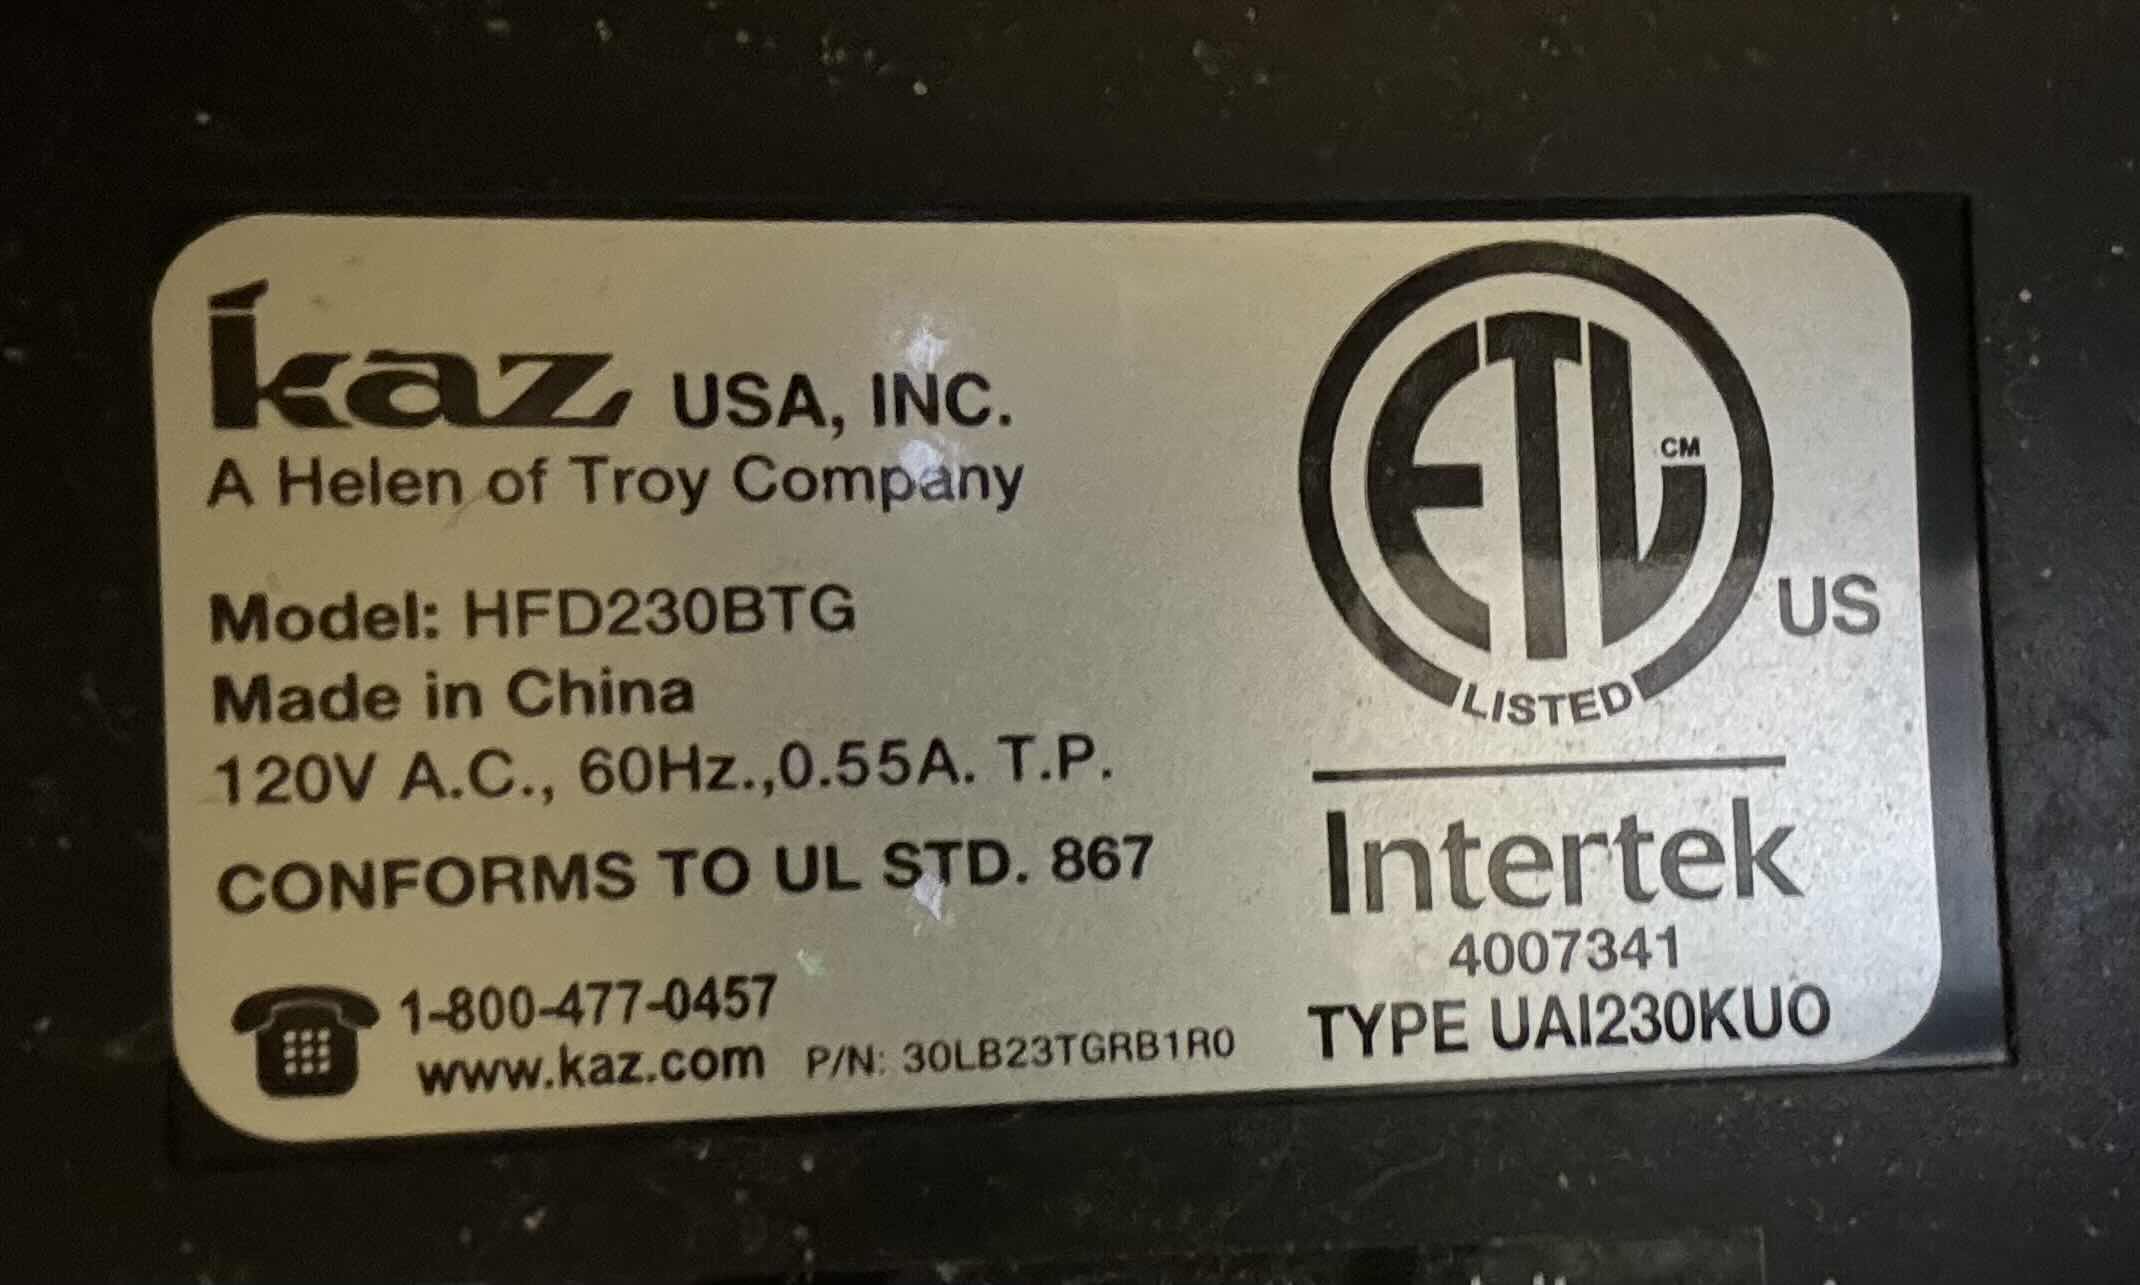 kaz USA, INC.
A Helen of Troy Company
Model: HFD230BTG
Made in China
120V A.C., 60Hz.,0.55A. T.P.
CONFORMS TO UL STD. 867
1-800-477-0457
www.kaz.com P/N: 30LB23TGRB1R0
ETL CM
LISTED
US
Intertek
4007341
TYPE UAI230KUO